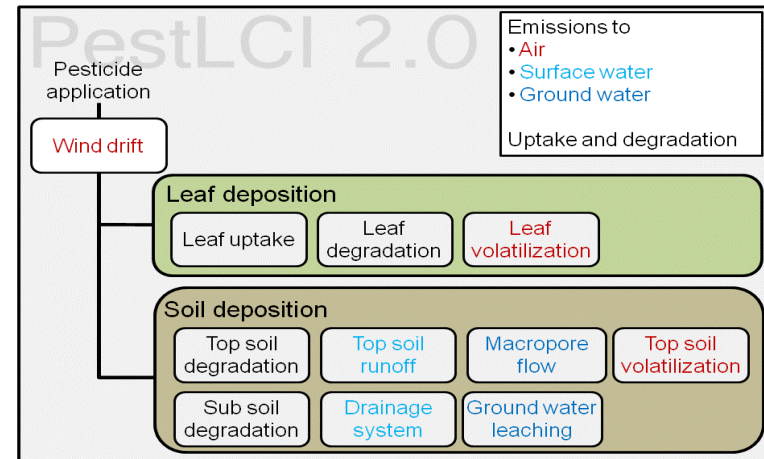 PestLCI 2.0
Emissions to
• Air
• Surface water
• Ground water
Uptake and degradation
Pesticide
application
Wind drift
Leaf deposition
Leaf uptake
Leaf
degradation
Leaf
volatilization
Soil deposition
Top soil
degradation
Top soil
runoff
Macropore
flow
Top soil
volatilization
Sub soil
degradation
Drainage
system
Ground water
leaching